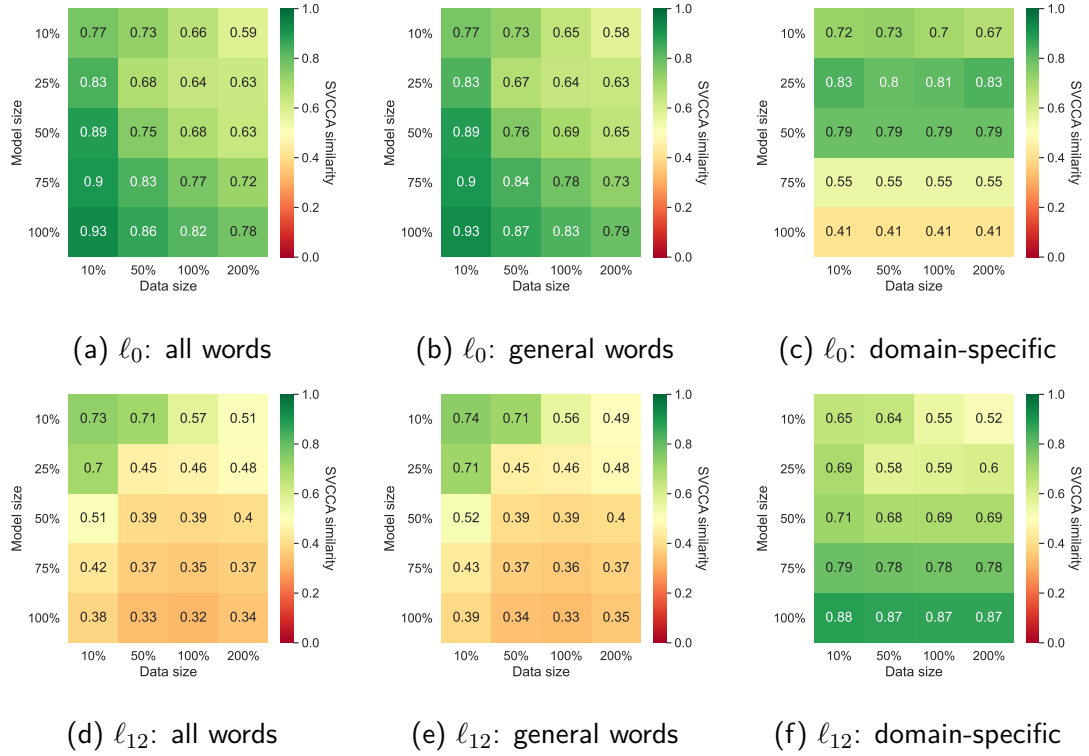 10% 0.77 0.73 0.66 0.59
25% 0.83 0.68 0.64 0.63
50% 0.89 0.75 0.68 0.63
75% 0.9 0.83 0.77 0.72
100% 0.93 0.86 0.82 0.78
10% 50% 100% 200%
Data size
Model size
1.0
0.8
0.6
0.4
0.2
0.0
SVCCA similarity
(a) ℓ0: all words
10% 0.77 0.73 0.65 0.58
25% 0.83 0.67 0.64 0.63
50% 0.89 0.76 0.69 0.65
75% 0.9 0.84 0.78 0.73
100% 0.93 0.87 0.83 0.79
10% 50% 100% 200%
Data size
Model size
1.0
0.8
0.6
0.4
0.2
0.0
SVCCA similarity
(b) ℓ0: general words
10% 0.72 0.73 0.7 0.67
25% 0.83 0.8 0.81 0.83
50% 0.79 0.79 0.79 0.79
75% 0.55 0.55 0.55 0.55
100% 0.41 0.41 0.41 0.41
10% 50% 100% 200%
Data size
Model size
1.0
0.8
0.6
0.4
0.2
0.0
SVCCA similarity
(c) ℓ0: domain-specific
10% 0.73 0.71 0.57 0.51
25% 0.7 0.45 0.46 0.48
50% 0.51 0.39 0.39 0.4
75% 0.42 0.37 0.35 0.37
100% 0.38 0.33 0.32 0.34
10% 50% 100% 200%
Data size
Model size
1.0
0.8
0.6
0.4
0.2
0.0
SVCCA similarity
(d) ℓ12: all words
10% 0.74 0.71 0.56 0.49
25% 0.71 0.45 0.46 0.48
50% 0.52 0.39 0.39 0.4
75% 0.43 0.37 0.36 0.37
100% 0.39 0.34 0.33 0.35
10% 50% 100% 200%
Data size
Model size
1.0
0.8
0.6
0.4
0.2
0.0
SVCCA similarity
(e) ℓ12: general words
10% 0.65 0.64 0.55 0.52
25% 0.69 0.58 0.59 0.6
50% 0.71 0.68 0.69 0.69
75% 0.79 0.78 0.78 0.78
100% 0.88 0.87 0.87 0.87
10% 50% 100% 200%
Data size
Model size
1.0
0.8
0.6
0.4
0.2
0.0
SVCCA similarity
(f) ℓ12: domain-specific